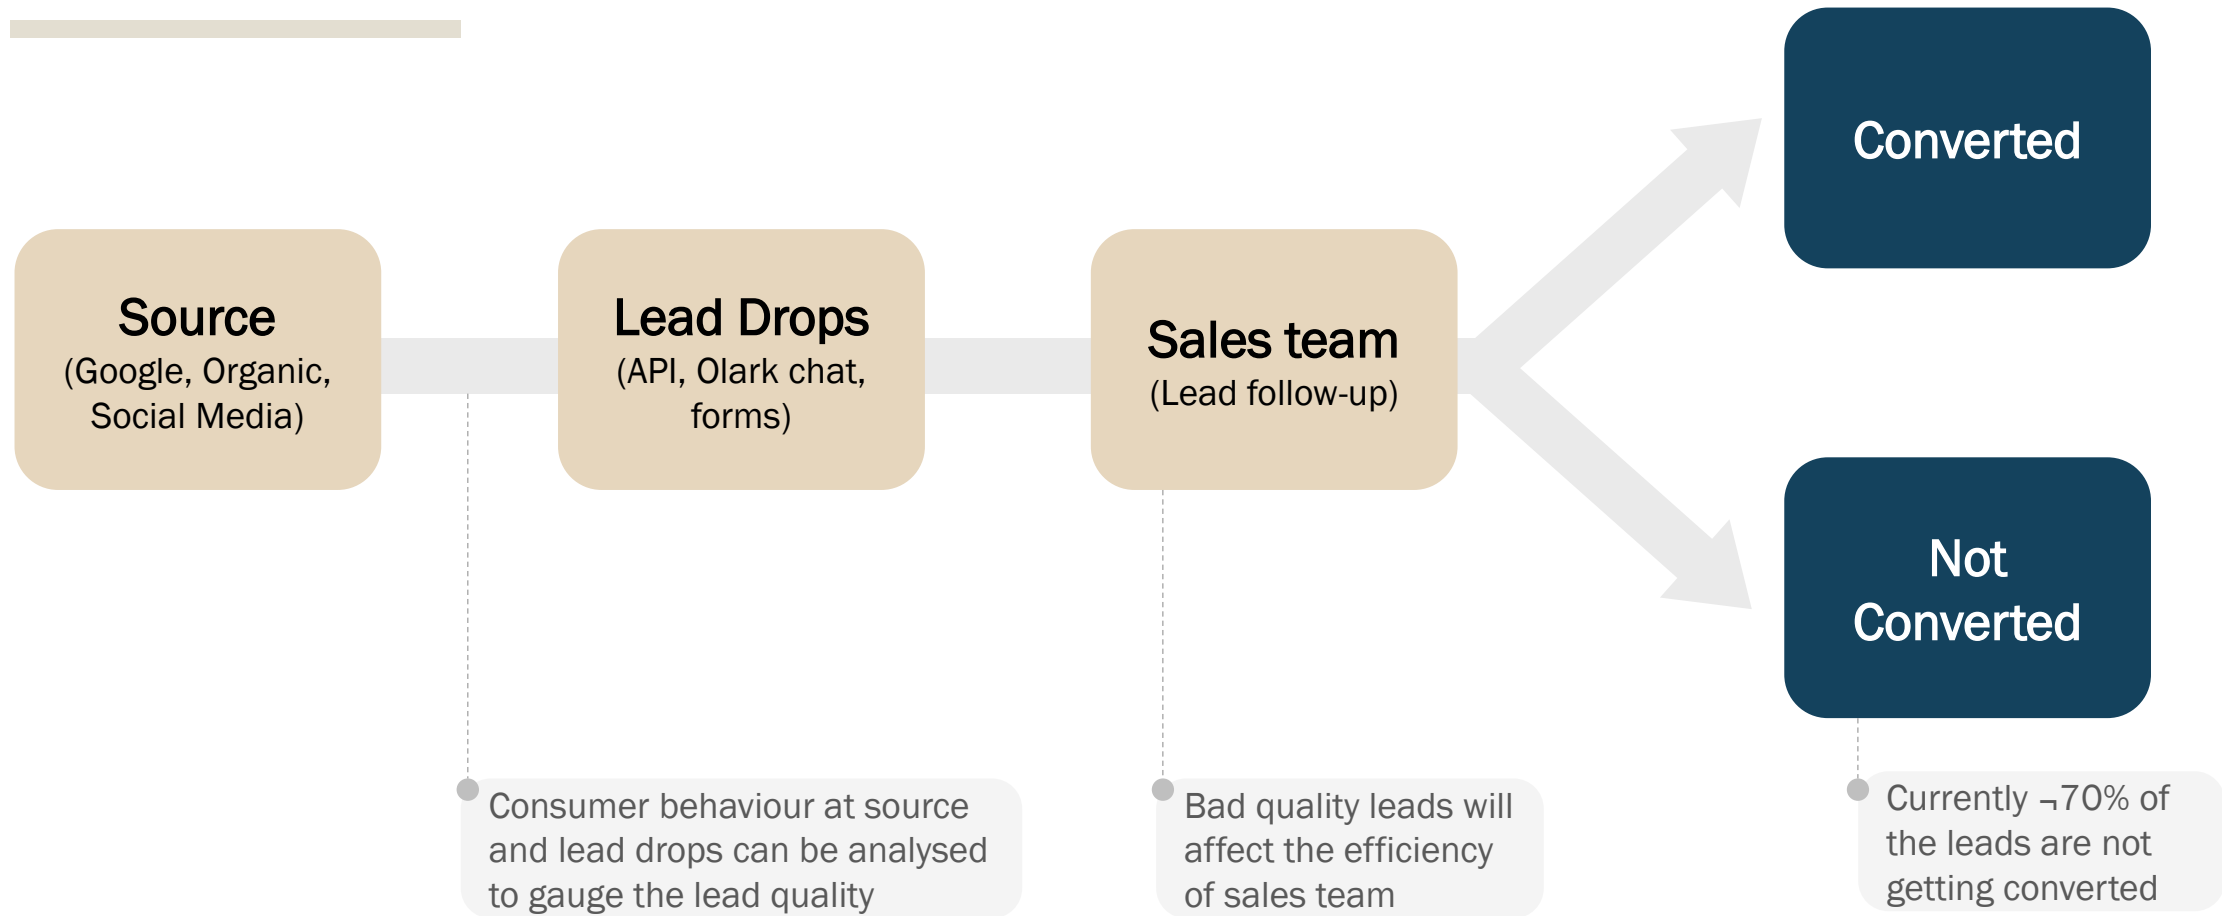 Source
(Google, Organic,
Social Media)
Lead Drops
(API, Olark chat,
forms)
Sales team
(Lead follow-up)
Converted
Not
Converted
Consumer behaviour at source
and lead drops can be analysed
to gauge the lead quality
Bad quality leads will
affect the efficiency
of sales team
Currently ¬70% of
the leads are not
getting converted